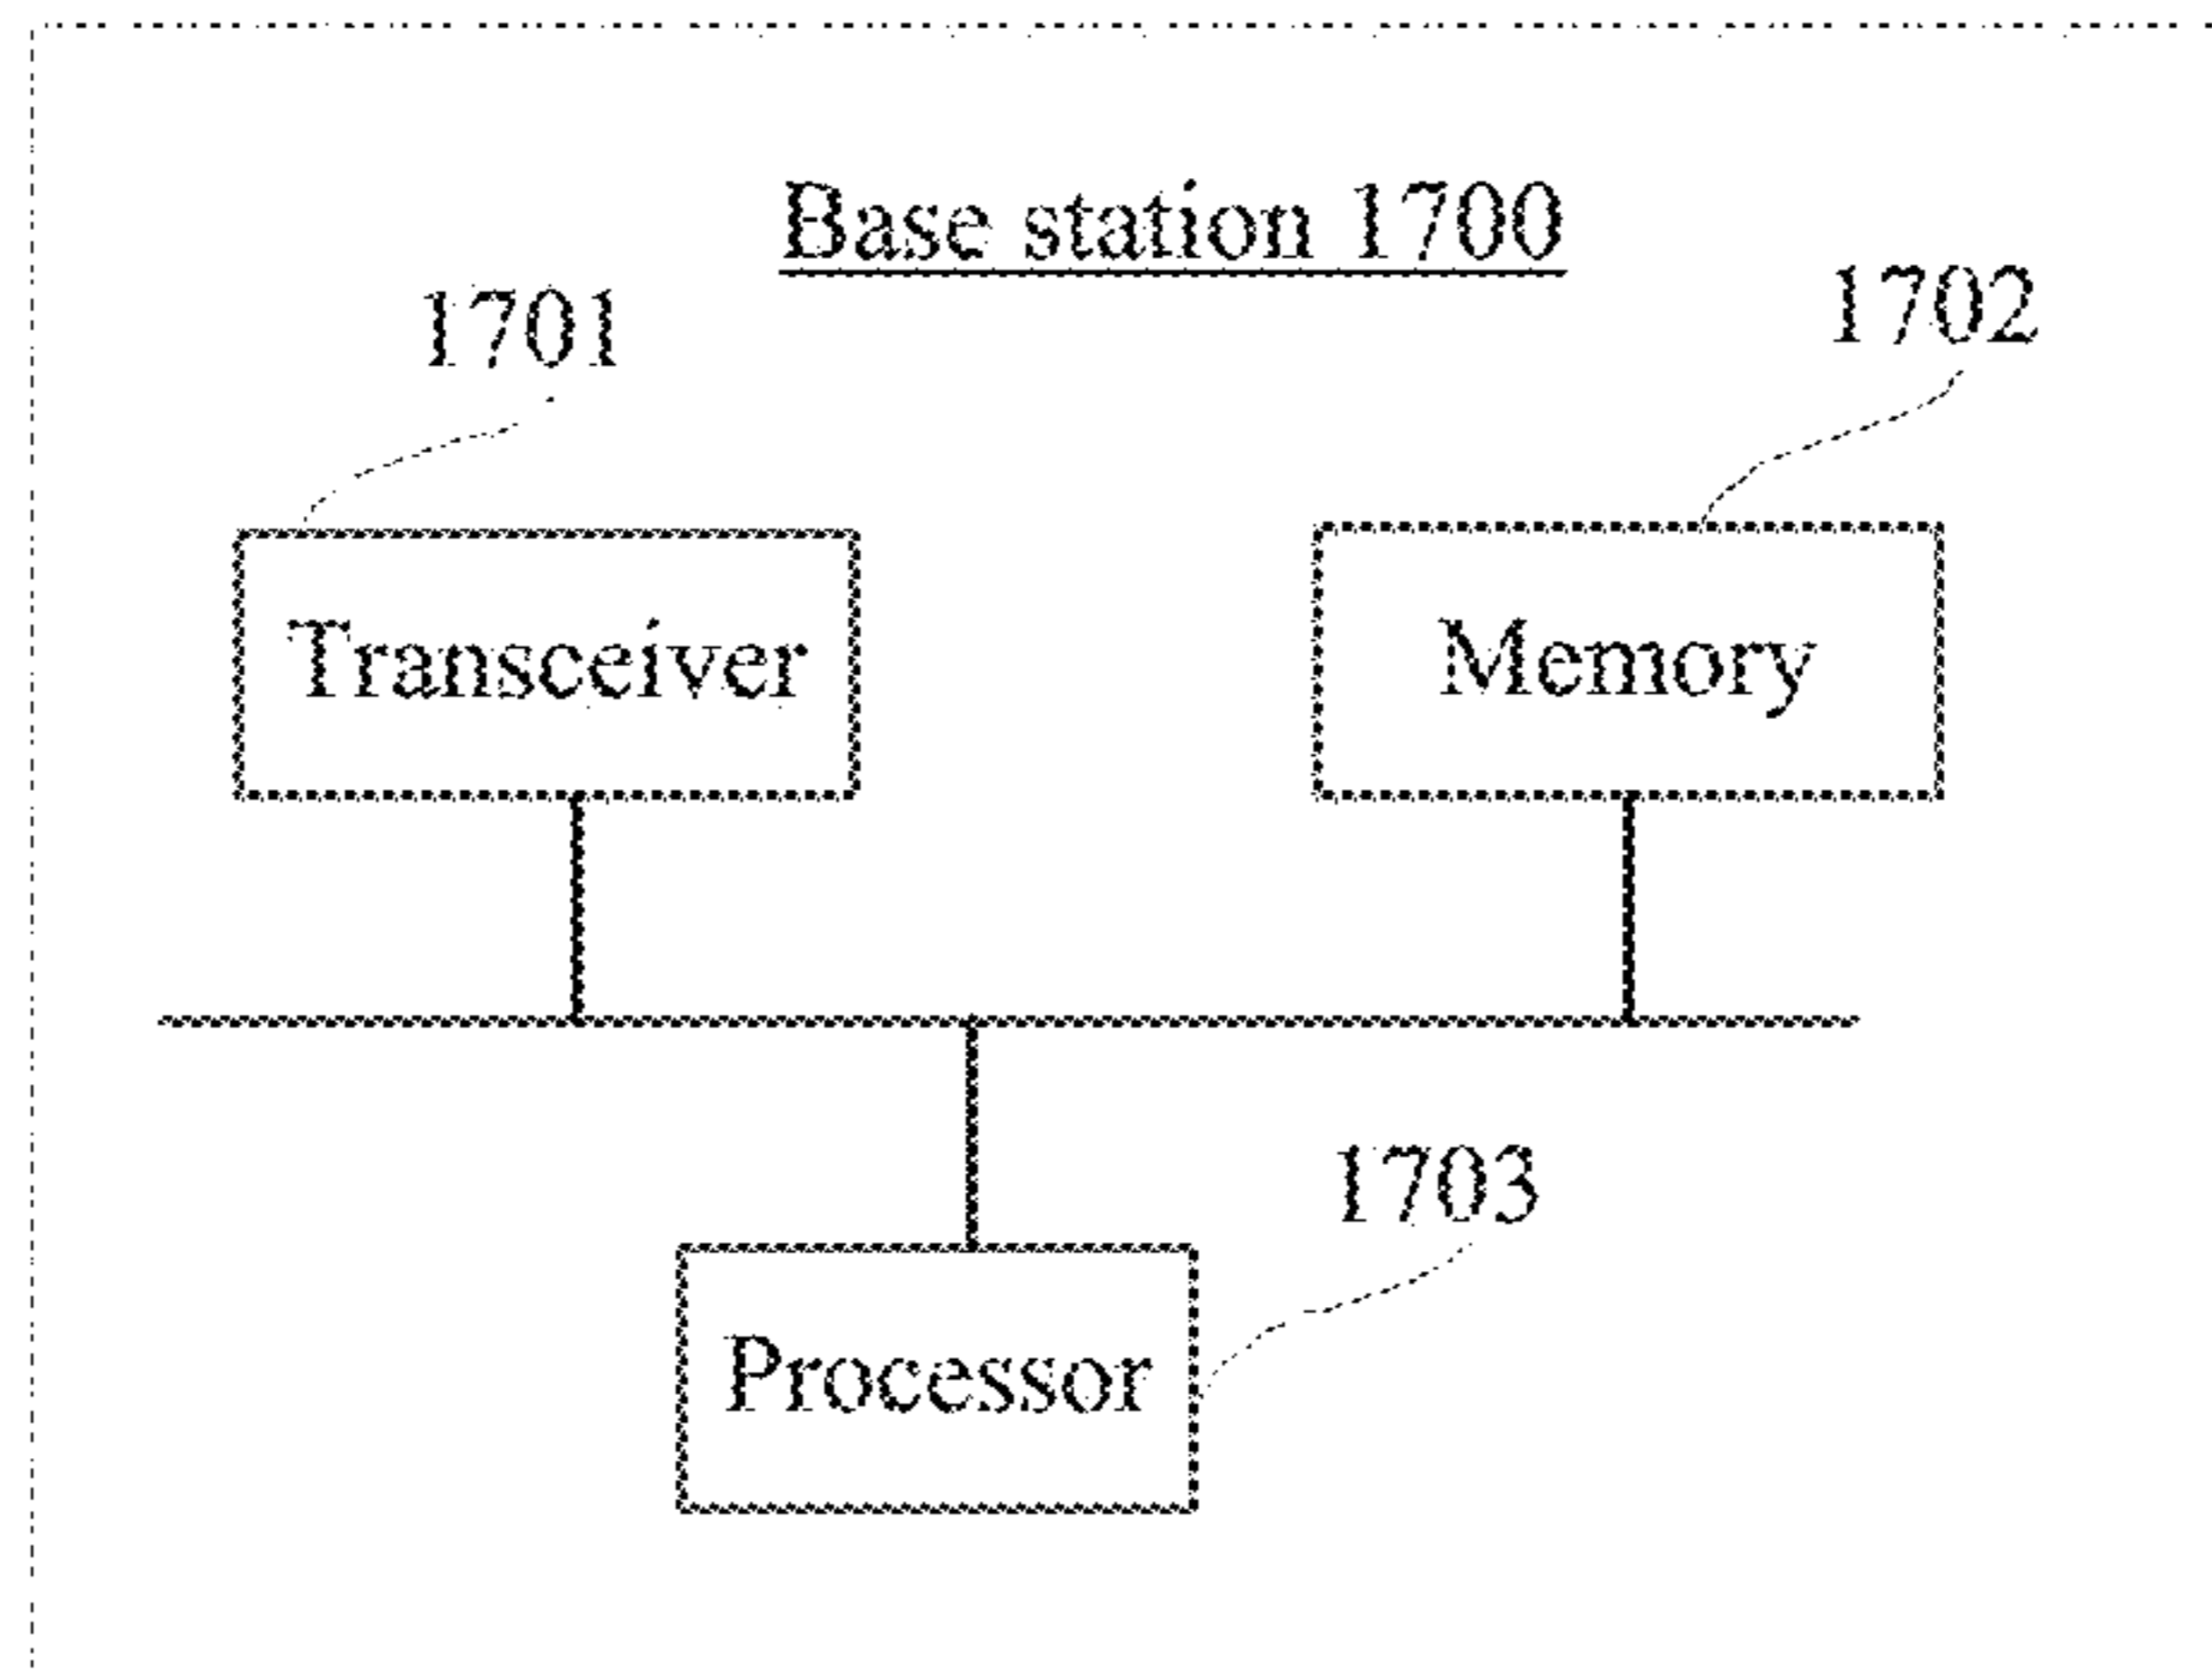 Base station 1700
1701
1702
Transceiver
Memory
1703
Processor